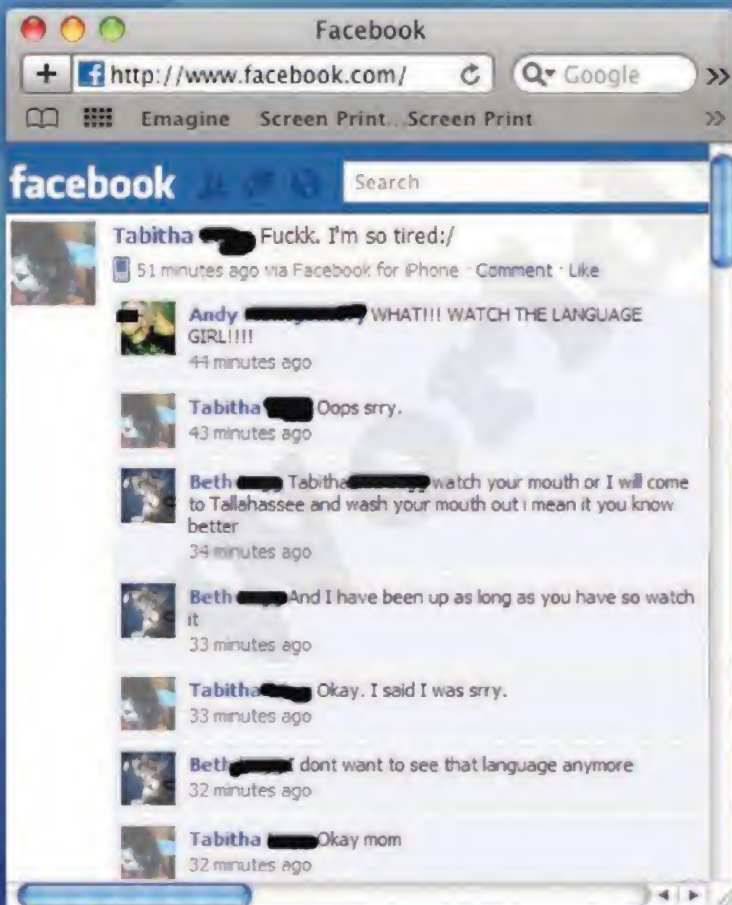 Facebook
http://www.facebook.com/
Google
Emagine Screen Print...Screen Print
facebook
Search
Tabitha Fuckk. I'm so tired:/
51 minutes ago via Facebook for iPhone · Comment · Like
Andy WHAT!!! WATCH THE LANGUAGE
GIRL!!!!
44 minutes ago
Tabitha Oops srry.
43 minutes ago
Beth Tabitha watch your mouth or I will come
to Tallahassee and wash your mouth out i mean it you know
better
34 minutes ago
Beth And I have been up as long as you have so watch
it
33 minutes ago
Tabitha Okay. I said I was srry.
33 minutes ago
Beth I dont want to see that language anymore
32 minutes ago
Tabitha Okay mom
32 minutes ago